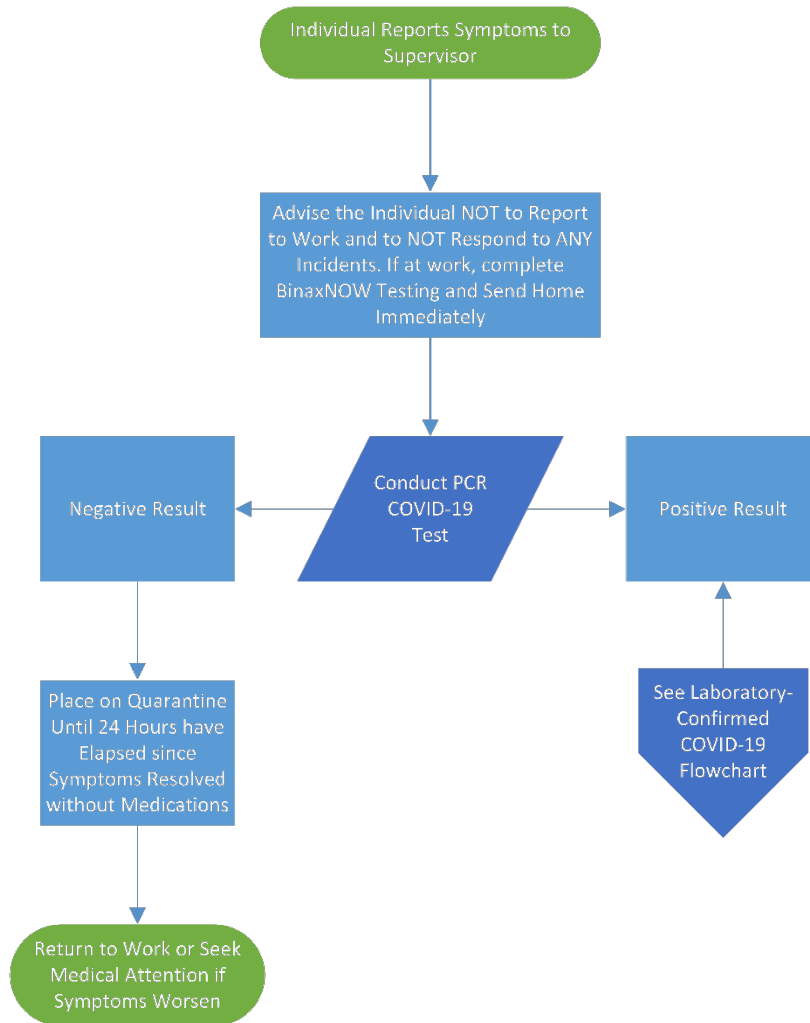 Individual Reports Symptoms to
Supervisor
Advise the Individual NOT to Report
to Work and to NOT Respond to ANY
Incidents. If at work, complete
BinaxNOW Testing and Send Home
Immediately
Negative Result
Conduct PCR
COVID-19
Test
Positive Result
Place on Quarantine
Until 24 Hours have
Elapsed since
Symptoms Resolved
without Medications
See Laboratory-
Confirmed
COVID-19
Flowchart
Return to Work or Seek
Medical Attention if
Symptoms Worsen